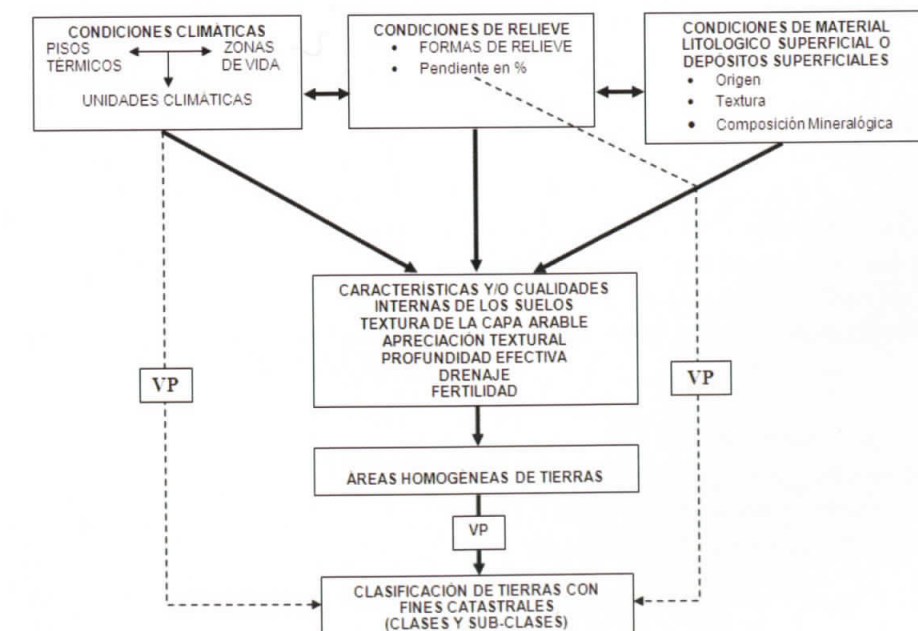 CONDICIONES CLIMÁTICAS
PISOS
TÉRMICOS
ZONAS
DE VIDA
UNIDADES CLIMÁTICAS
CONDICIONES DE RELIEVE
• FORMAS DE RELIEVE
• Pendiente en %
CONDICIONES DE MATERIAL
LITOLOGICO SUPERFICIAL O
DEPÓSITOS SUPERFICIALES
• Origen
• Textura
• Composición Mineralógica
CARACTERÍSTICAS Y/O CUALIDADES
INTERNAS DE LOS SUELOS
TEXTURA DE LA CAPA ARABLE
APRECIACIÓN TEXTURAL
PROFUNDIDAD EFECTIVA
DRENAJE
FERTILIDAD
VP
VP
ÁREAS HOMOGÉNEAS DE TIERRAS
VP
CLASIFICACIÓN DE TIERRAS CON
FINES CATASTRALES
(CLASES Y SUB-CLASES)